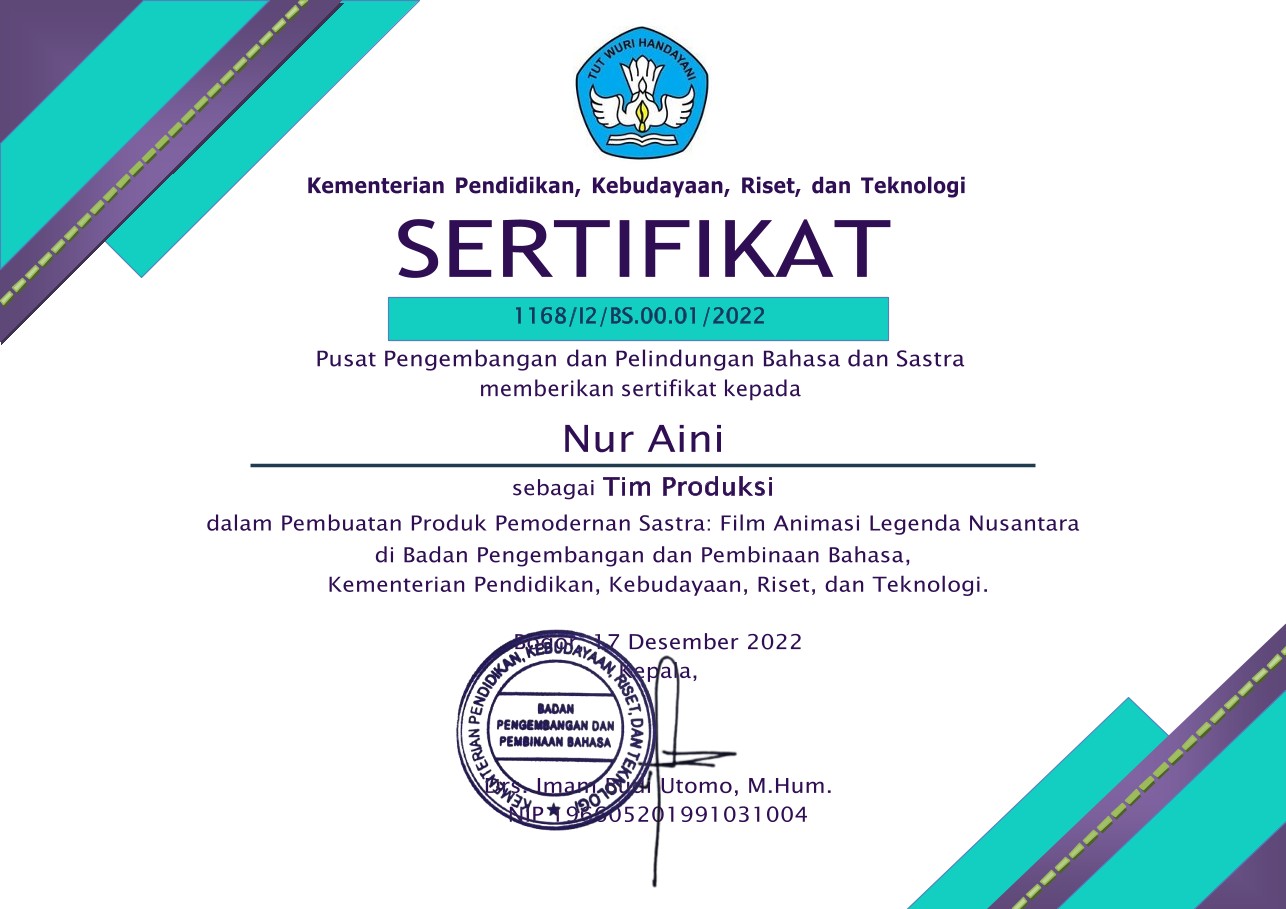 TUT WURI HANDAYANI
Kementerian Pendidikan, Kebudayaan, Riset, dan Teknologi
SERTIFIKAT
1168/I2/BS.00.01/2022
Pusat Pengembangan dan Pelindungan Bahasa dan Sastra
memberikan sertifikat kepada
Nur Aini
sebagai Tim Produksi
dalam Pembuatan Produk Pemodernan Sastra: Film Animasi Legenda Nusantara
di Badan Pengembangan dan Pembinaan Bahasa,
Kementerian Pendidikan, Kebudayaan, Riset, dan Teknologi.
Bogor, 17 Desember 2022
Kepala,
KEMENTERIAN PENDIDIKAN, KEBUDAYAAN, RISET, DAN TEKNOLOGI
BADAN
PENGEMBANGAN DAN
PEMBINAAN BAHASA
Drs. Imam Budi Utomo, M.Hum.
NIP 196605201991031004